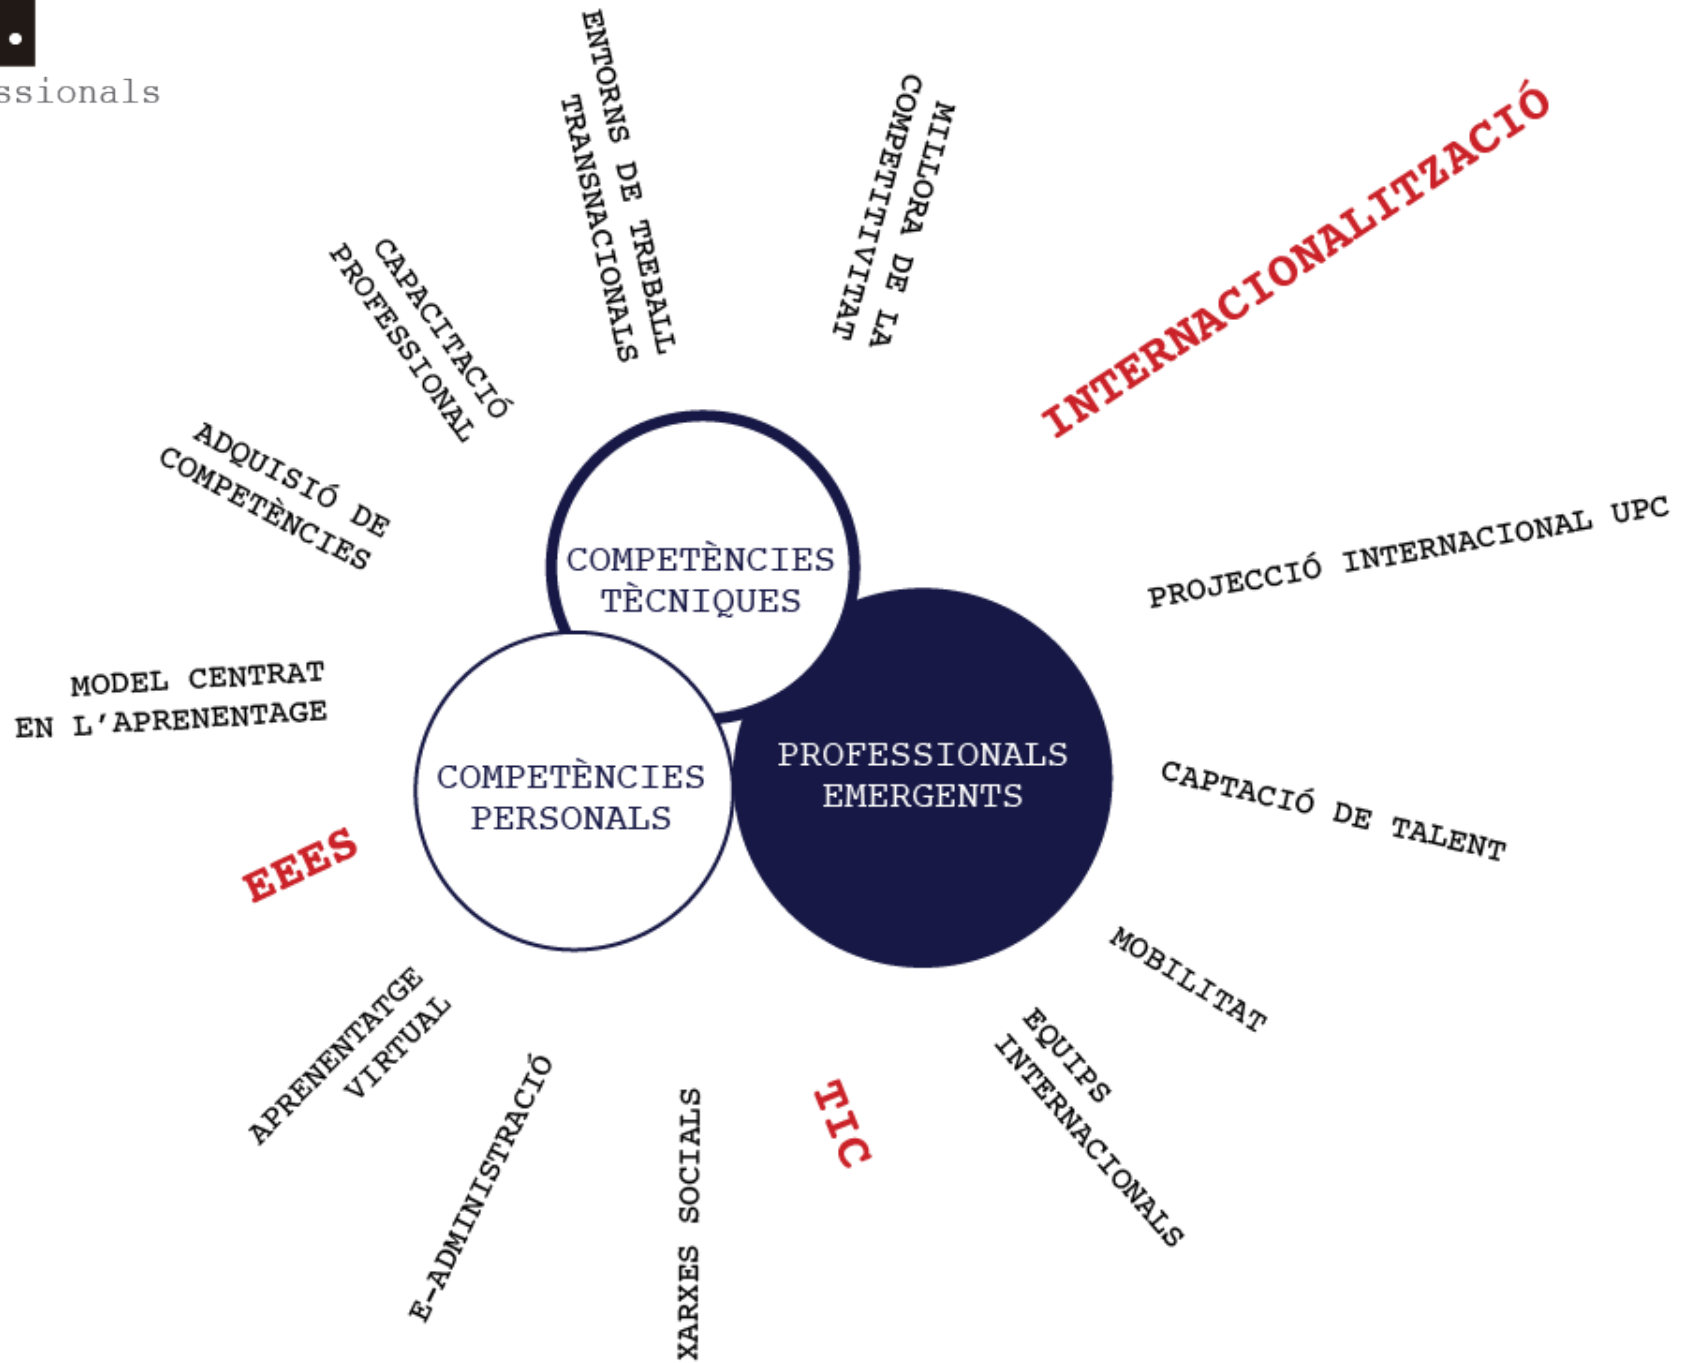 ssionals
ENTORNS DE TREBALL
TRANSNACIONALS
MILLORA DE LA
COMPETITIVITAT
INTERNACIONALITZACIÓ
CAPACITACIÓ
PROFESSIONAL
ADQUISIÓ DE
COMPETÈNCIES
PROJECCIÓ INTERNACIONAL UPC
COMPETÈNCIES
TÈCNIQUES
MODEL CENTRAT
EN L’APRENENTAGE
PROFESSIONALS
EMERGENTS
COMPETÈNCIES
PERSONALS
CAPTACIÓ DE TALENT
EEES
MOBILITAT
APRENENTATGE
VIRTUAL
EQUIPS
INTERNACIONALS
E-ADMINISTRACIÓ
XARXES SOCIALS
TIC